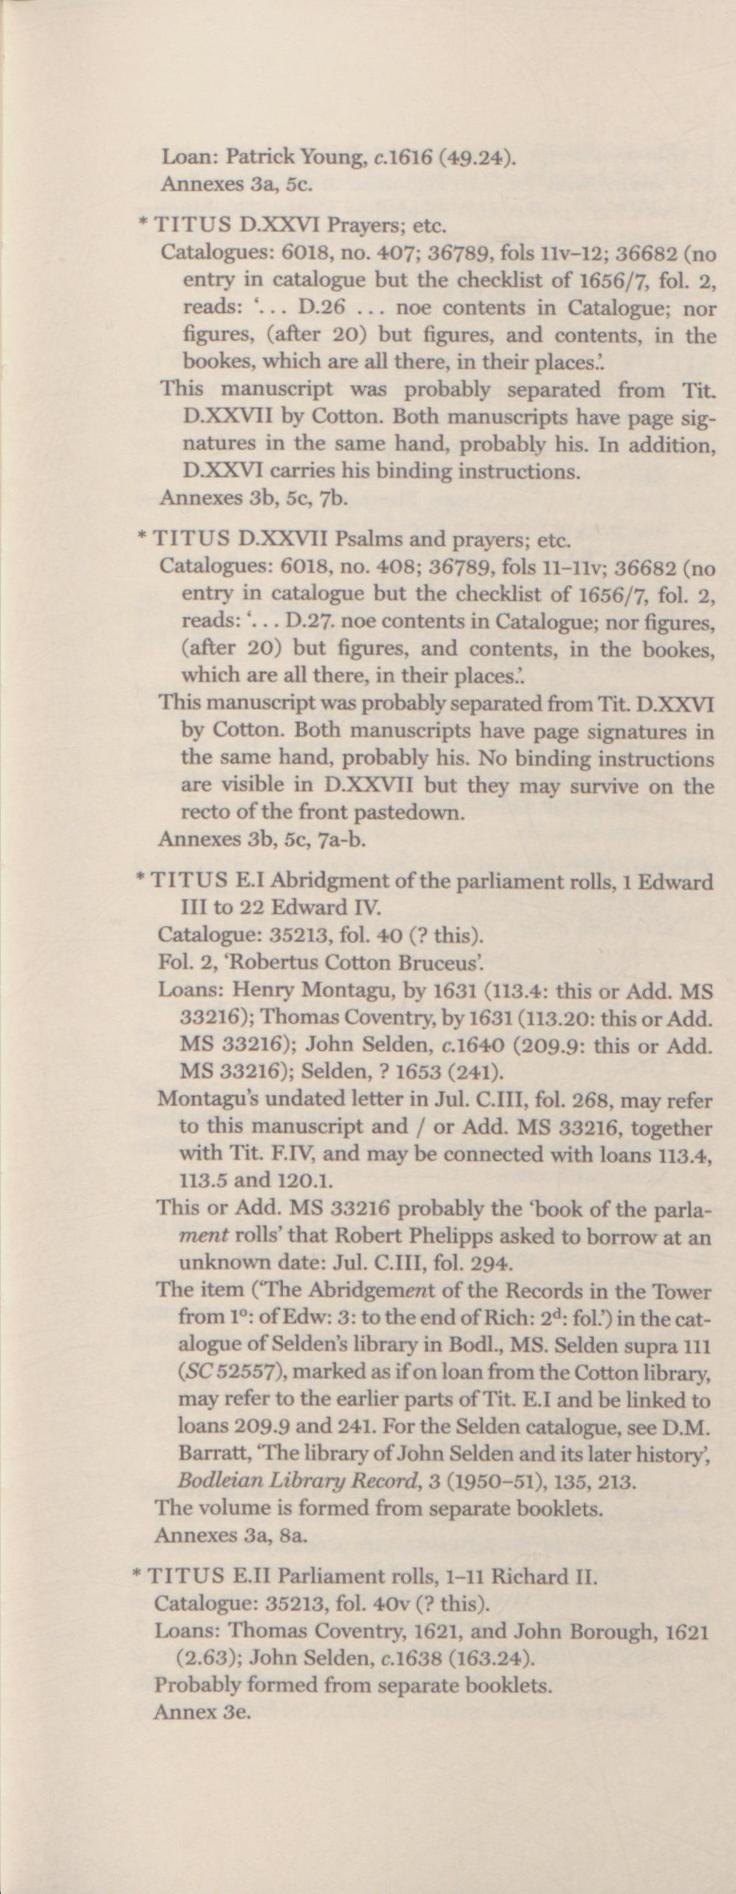 Loan: Patrick Young, c.1616 (49.24).
Annexes 3a, 5c.
* TITUS D.XXVI Prayers; etc.
Catalogues: 6018, no. 407; 36789, fols 11v–12; 36682 (no
entry in catalogue but the checklist of 1656/7, fol. 2,
reads: ‘... D.26 ... noe contents in Catalogue; nor
figures, (after 20) but figures, and contents, in the
bookes, which are all there, in their places.’.
This manuscript was probably separated from Tit.
D.XXVII by Cotton. Both manuscripts have page sig-
natures in the same hand, probably his. In addition,
D.XXVI carries his binding instructions.
Annexes 3b, 5c, 7b.
* TITUS D.XXVII Psalms and prayers; etc.
Catalogues: 6018, no. 408; 36789, fols 11–11v; 36682 (no
entry in catalogue but the checklist of 1656/7, fol. 2,
reads: ‘... D.27. noe contents in Catalogue; nor figures,
(after 20) but figures, and contents, in the bookes,
which are all there, in their places.’.
This manuscript was probably separated from Tit. D.XXVI
by Cotton. Both manuscripts have page signatures in
the same hand, probably his. No binding instructions
are visible in D.XXVII but they may survive on the
recto of the front pastedown.
Annexes 3b, 5c, 7a-b.
* TITUS E.I Abridgment of the parliament rolls, 1 Edward
III to 22 Edward IV.
Catalogue: 35213, fol. 40 (? this).
Fol. 2, ‘Robertus Cotton Bruceus’.
Loans: Henry Montagu, by 1631 (113.4: this or Add. MS
33216); Thomas Coventry, by 1631 (113.20: this or Add.
MS 33216); John Selden, c.1640 (209.9: this or Add.
MS 33216); Selden, ? 1653 (241).
Montagu’s undated letter in Jul. C.III, fol. 268, may refer
to this manuscript and / or Add. MS 33216, together
with Tit. F.IV, and may be connected with loans 113.4,
113.5 and 120.1.
This or Add. MS 33216 probably the ‘book of the parla-
ment rolls’ that Robert Phelipps asked to borrow at an
unknown date: Jul. C.III, fol. 294.
The item (‘The Abridgement of the Records in the Tower
from 1º: of Edw: 3: to the end of Rich: 2ᵈ: fol.’) in the cat-
alogue of Selden’s library in Bodl., MS. Selden supra 111
(SC 52557), marked as if on loan from the Cotton library,
may refer to the earlier parts of Tit. E.I and be linked to
loans 209.9 and 241. For the Selden catalogue, see D.M.
Barratt, ‘The library of John Selden and its later history’,
Bodleian Library Record, 3 (1950–51), 135, 213.
The volume is formed from separate booklets.
Annexes 3a, 8a.
* TITUS E.II Parliament rolls, 1–11 Richard II.
Catalogue: 35213, fol. 40v (? this).
Loans: Thomas Coventry, 1621, and John Borough, 1621
(2.63); John Selden, c.1638 (163.24).
Probably formed from separate booklets.
Annex 3e.